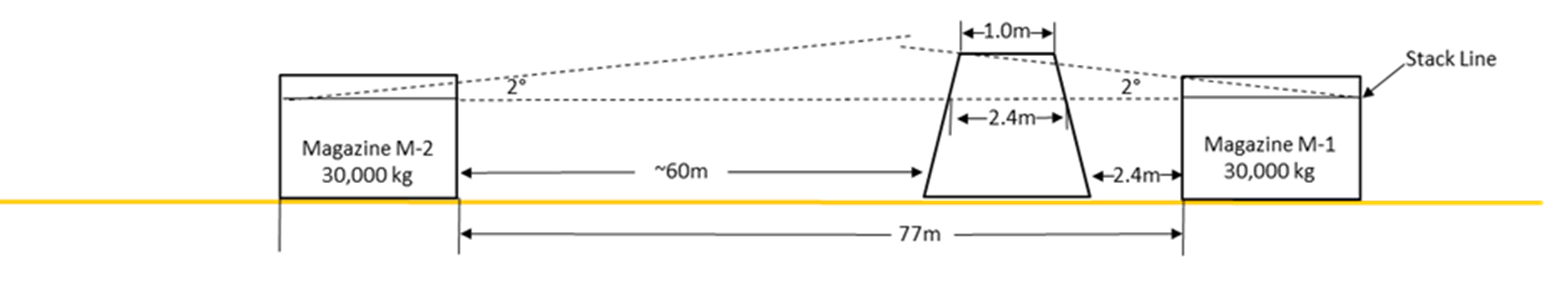 1.0m
Stack Line
2°
2°
2.4m
Magazine M-2
30,000 kg
Magazine M-1
30,000 kg
~60m
2.4m
77m